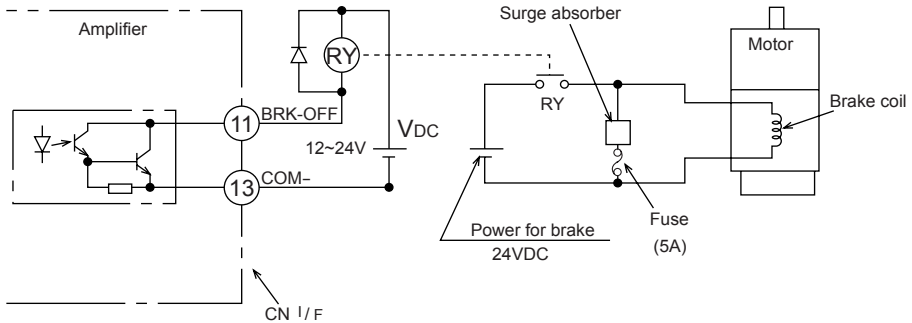 Amplifier
RY
11
BRK-OFF
VDC
12~24V
13
COM–
CN I/F
Surge absorber
RY
Motor
Brake coil
Fuse
(5A)
Power for brake
24VDC